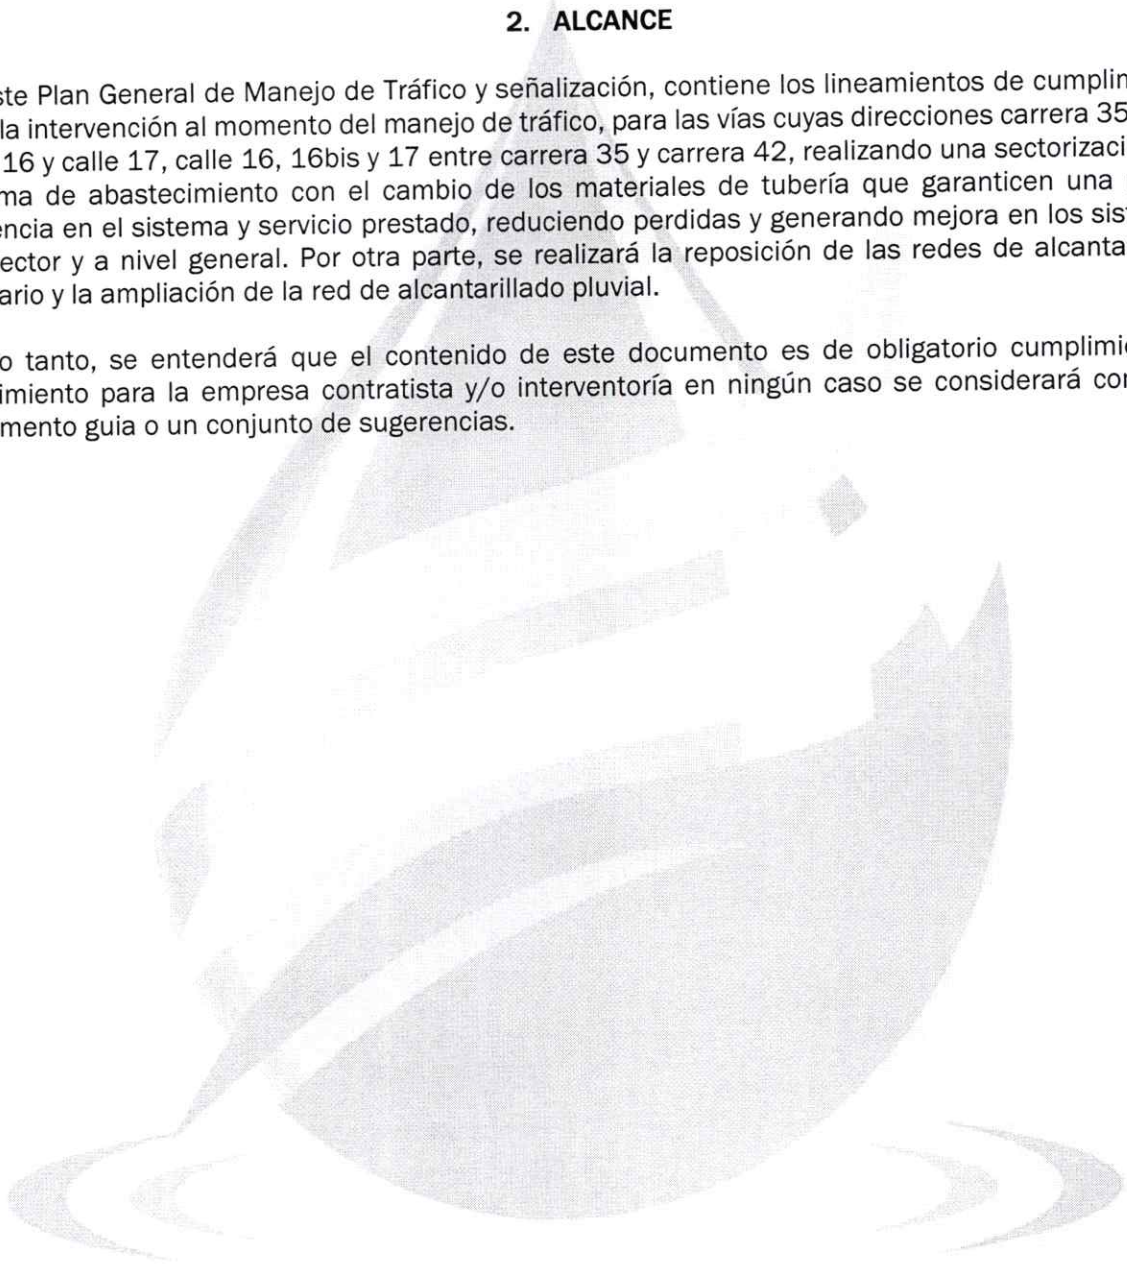 2. ALCANCE
ste Plan General de Manejo de Tráfico y señalización, contiene los lineamientos de cumplin
la intervención al momento del manejo de tráfico, para las vías cuyas direcciones carrera 35
16 y calle 17, calle 16, 16bis y 17 entre carrera 35 y carrera 42, realizando una sectorizaci
ma de abastecimiento con el cambio de los materiales de tubería que garanticen una
encia en el sistema y servicio prestado, reduciendo perdidas y generando mejora en los sis
ector y a nivel general. Por otra parte, se realizará la reposición de las redes de alcanta
ario y la ampliación de la red de alcantarillado pluvial.
o tanto, se entenderá que el contenido de este documento es de obligatorio cumplimi
imiento para la empresa contratista y/o interventoría en ningún caso se considerará cor
mento guia o un conjunto de sugerencias.